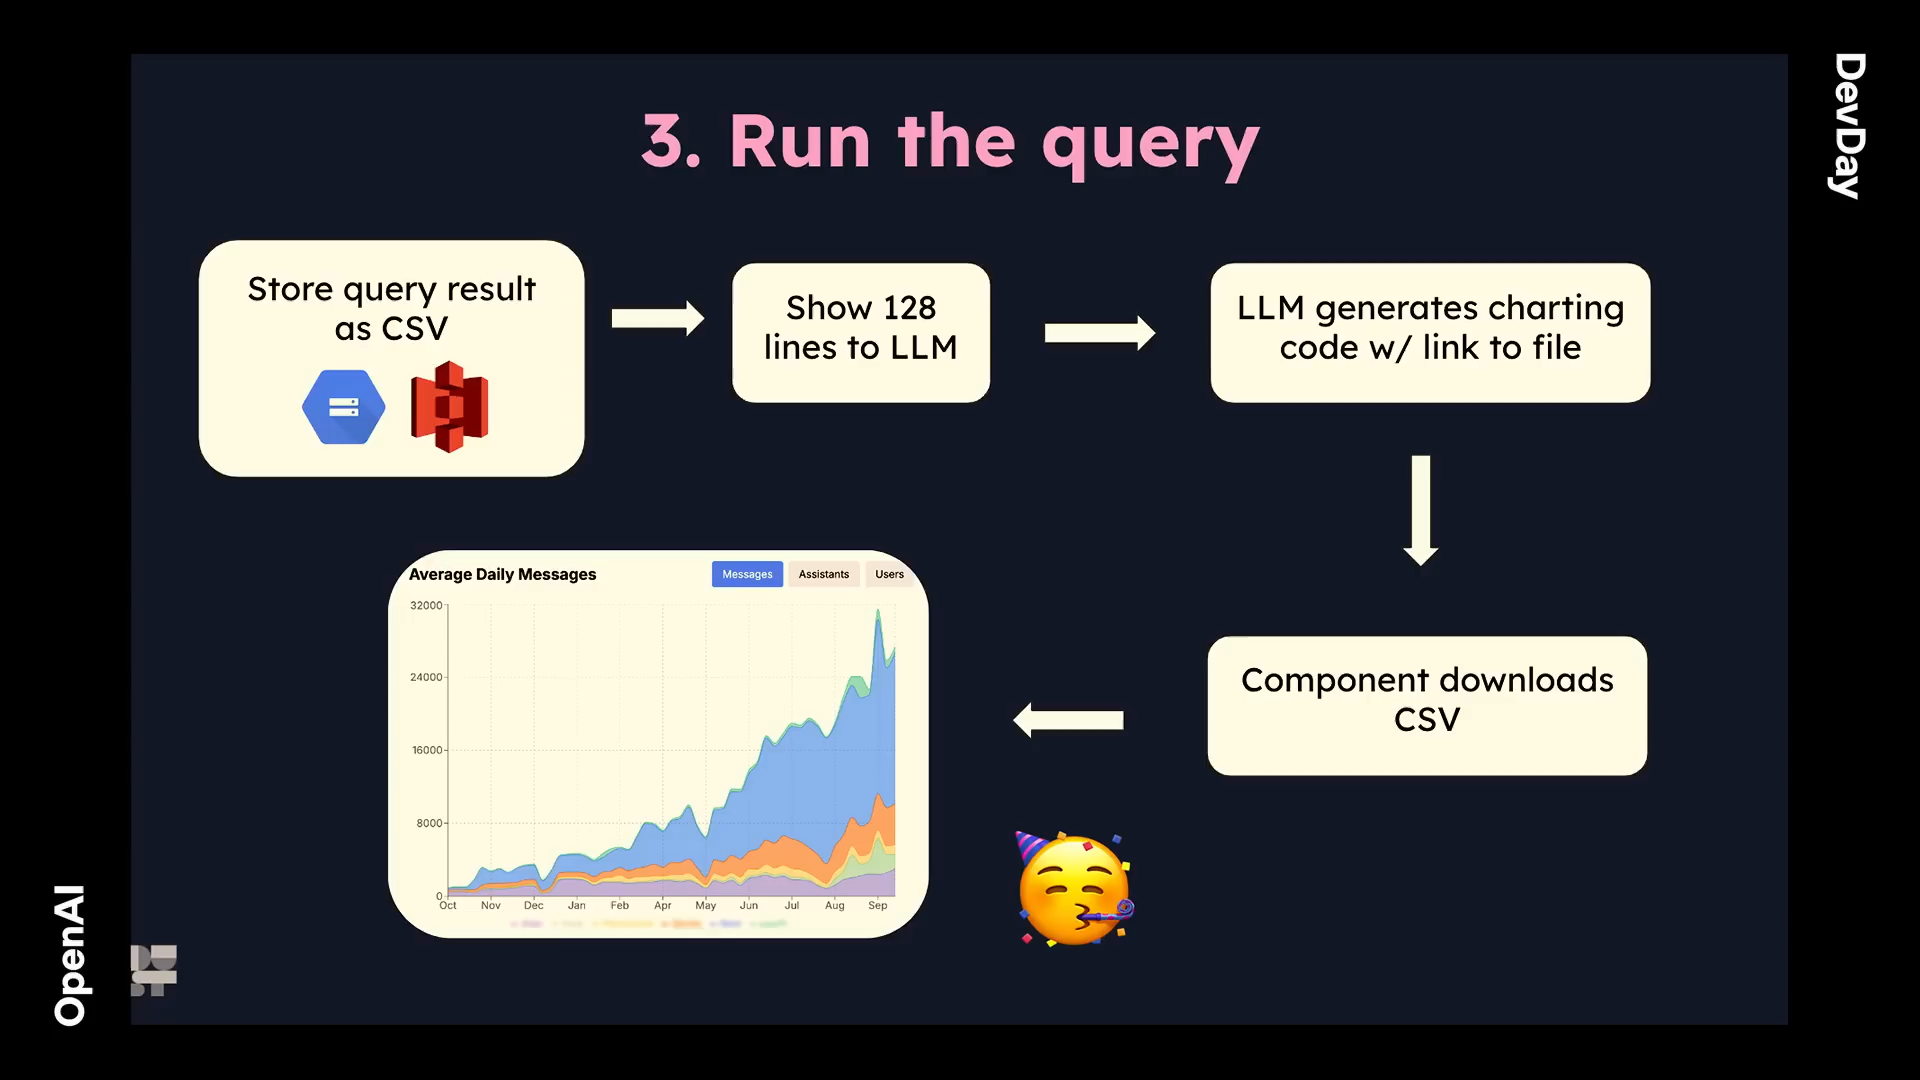 DevDay
3. Run the query
Store query result
as CSV
Show 128
lines to LLM
LLM generates charting
code w/ link to file
Component downloads
CSV
Average Daily Messages
Messages
Assistants
Users
32000
24000
16000
8000
0
Oct Nov Dec Jan Feb Mar Apr May Jun Jul Aug Sep
OpenAI
DUST